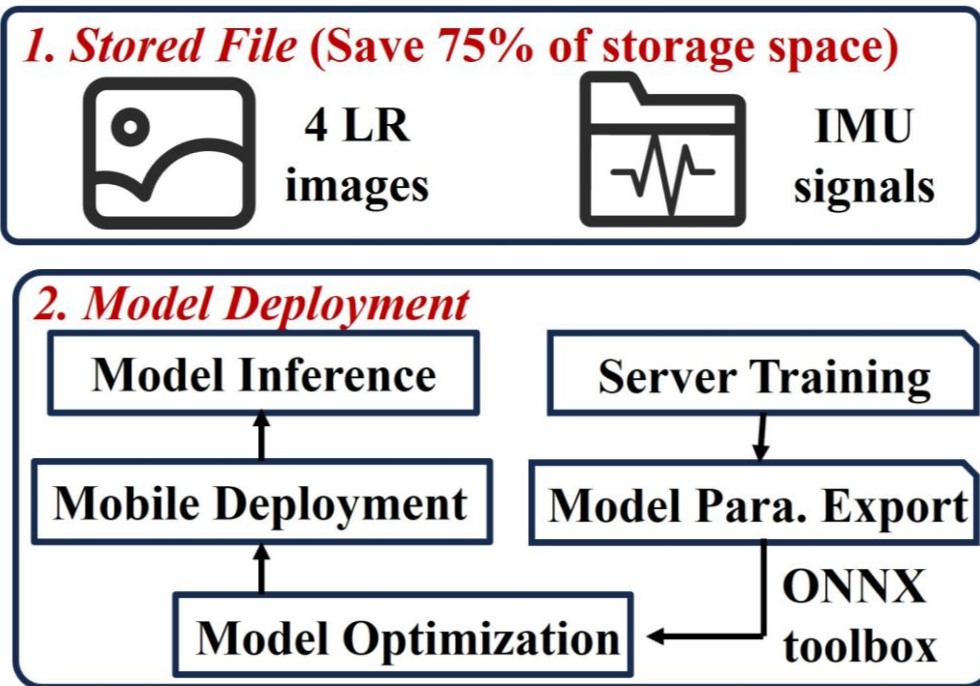 1. Stored File (Save 75% of storage space)
4 LR
images
IMU
signals
2. Model Deployment
Model Inference
Server Training
Mobile Deployment
Model Para. Export
ONNX
toolbox
Model Optimization